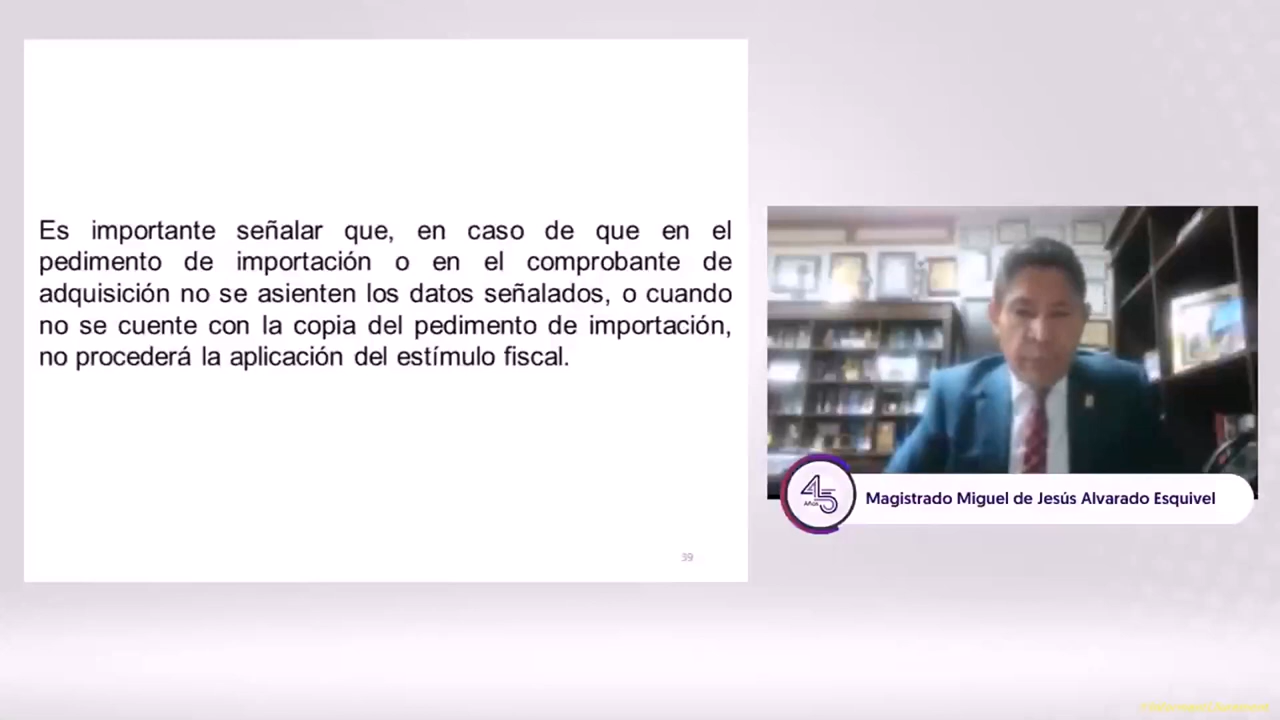 Es importante señalar que, en caso de que en el
pedimento de importación o en el comprobante de
adquisición no se asienten los datos señalados, o cuando
no se cuente con la copia del pedimento de importación,
no procederá la aplicación del estímulo fiscal.
39
45
Años
Magistrado Miguel de Jesús Alvarado Esquivel